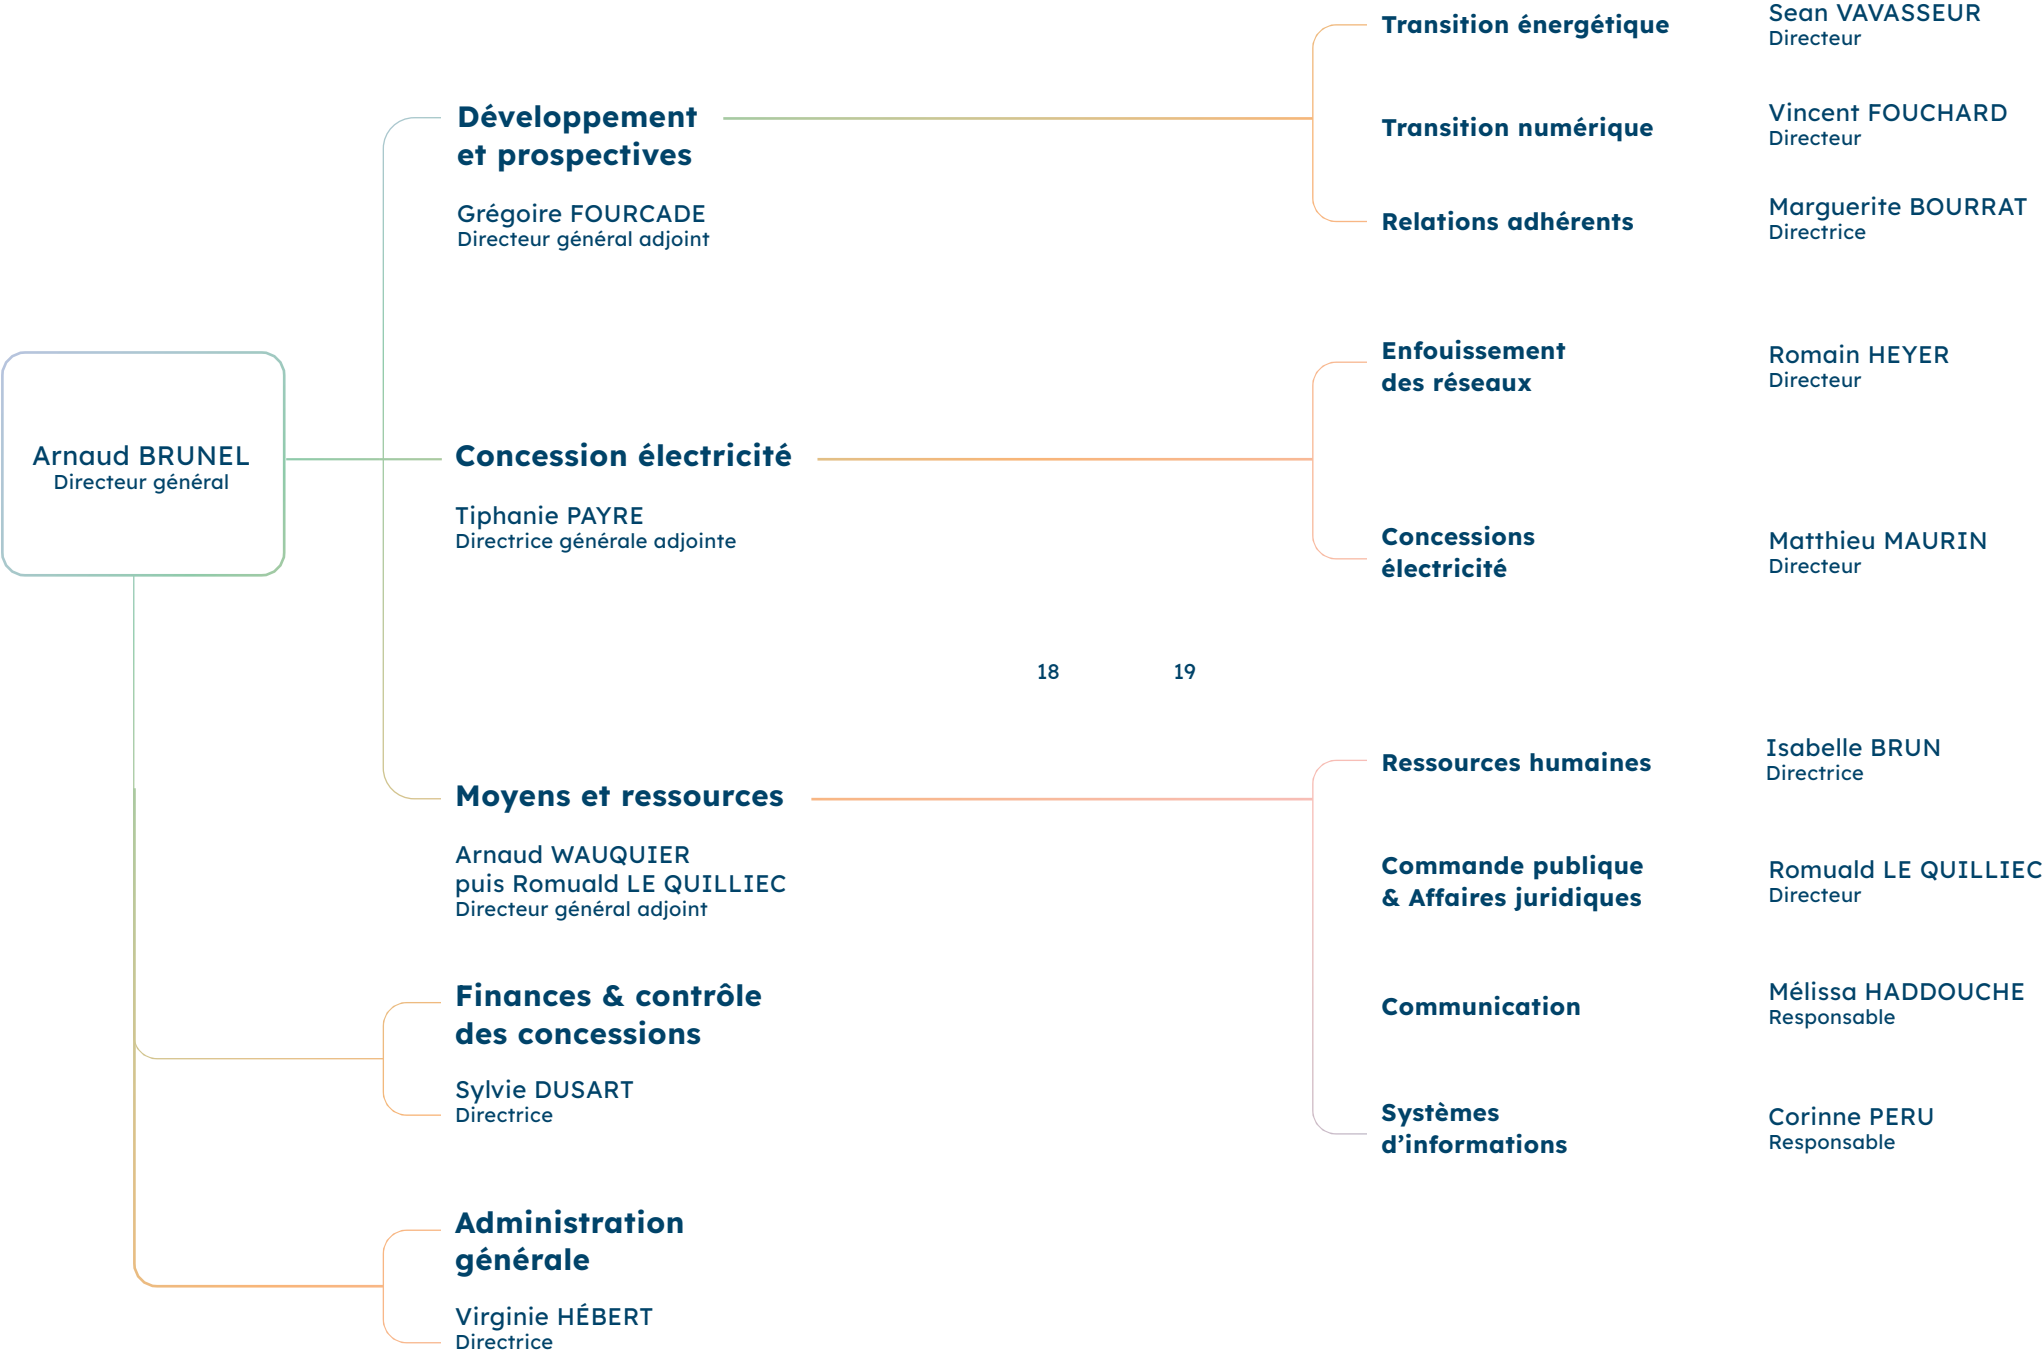 Arnaud BRUNEL
Directeur général
Développement
et prospectives
Grégoire FOURCADE
Directeur général adjoint
Transition énergétique
Sean VAVASSEUR
Directeur
Transition numérique
Vincent FOUCHARD
Directeur
Relations adhérents
Marguerite BOURRAT
Directrice
Concession électricité
Tiphanie PAYRE
Directrice générale adjointe
Enfouissement
des réseaux
Romain HEYER
Directeur
Concessions
électricité
Matthieu MAURIN
Directeur
18
19
Moyens et ressources
Arnaud WAUQUIER
puis Romuald LE QUILLIEC
Directeur général adjoint
Ressources humaines
Isabelle BRUN
Directrice
Commande publique
& Affaires juridiques
Romuald LE QUILLIEC
Directeur
Communication
Mélissa HADDOUCHE
Responsable
Systèmes
d’informations
Corinne PERU
Responsable
Finances & contrôle
des concessions
Sylvie DUSART
Directrice
Administration
générale
Virginie HÉBERT
Directrice